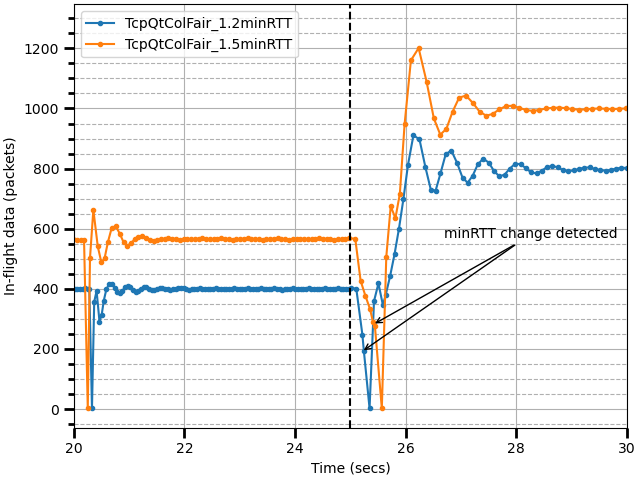 TcpQtColFair_1.2minRTT
TcpQtColFair_1.5minRTT
In-flight data (packets)
1200
1000
800
600
400
200
0
minRTT change detected
20
22
24
26
28
30
Time (secs)